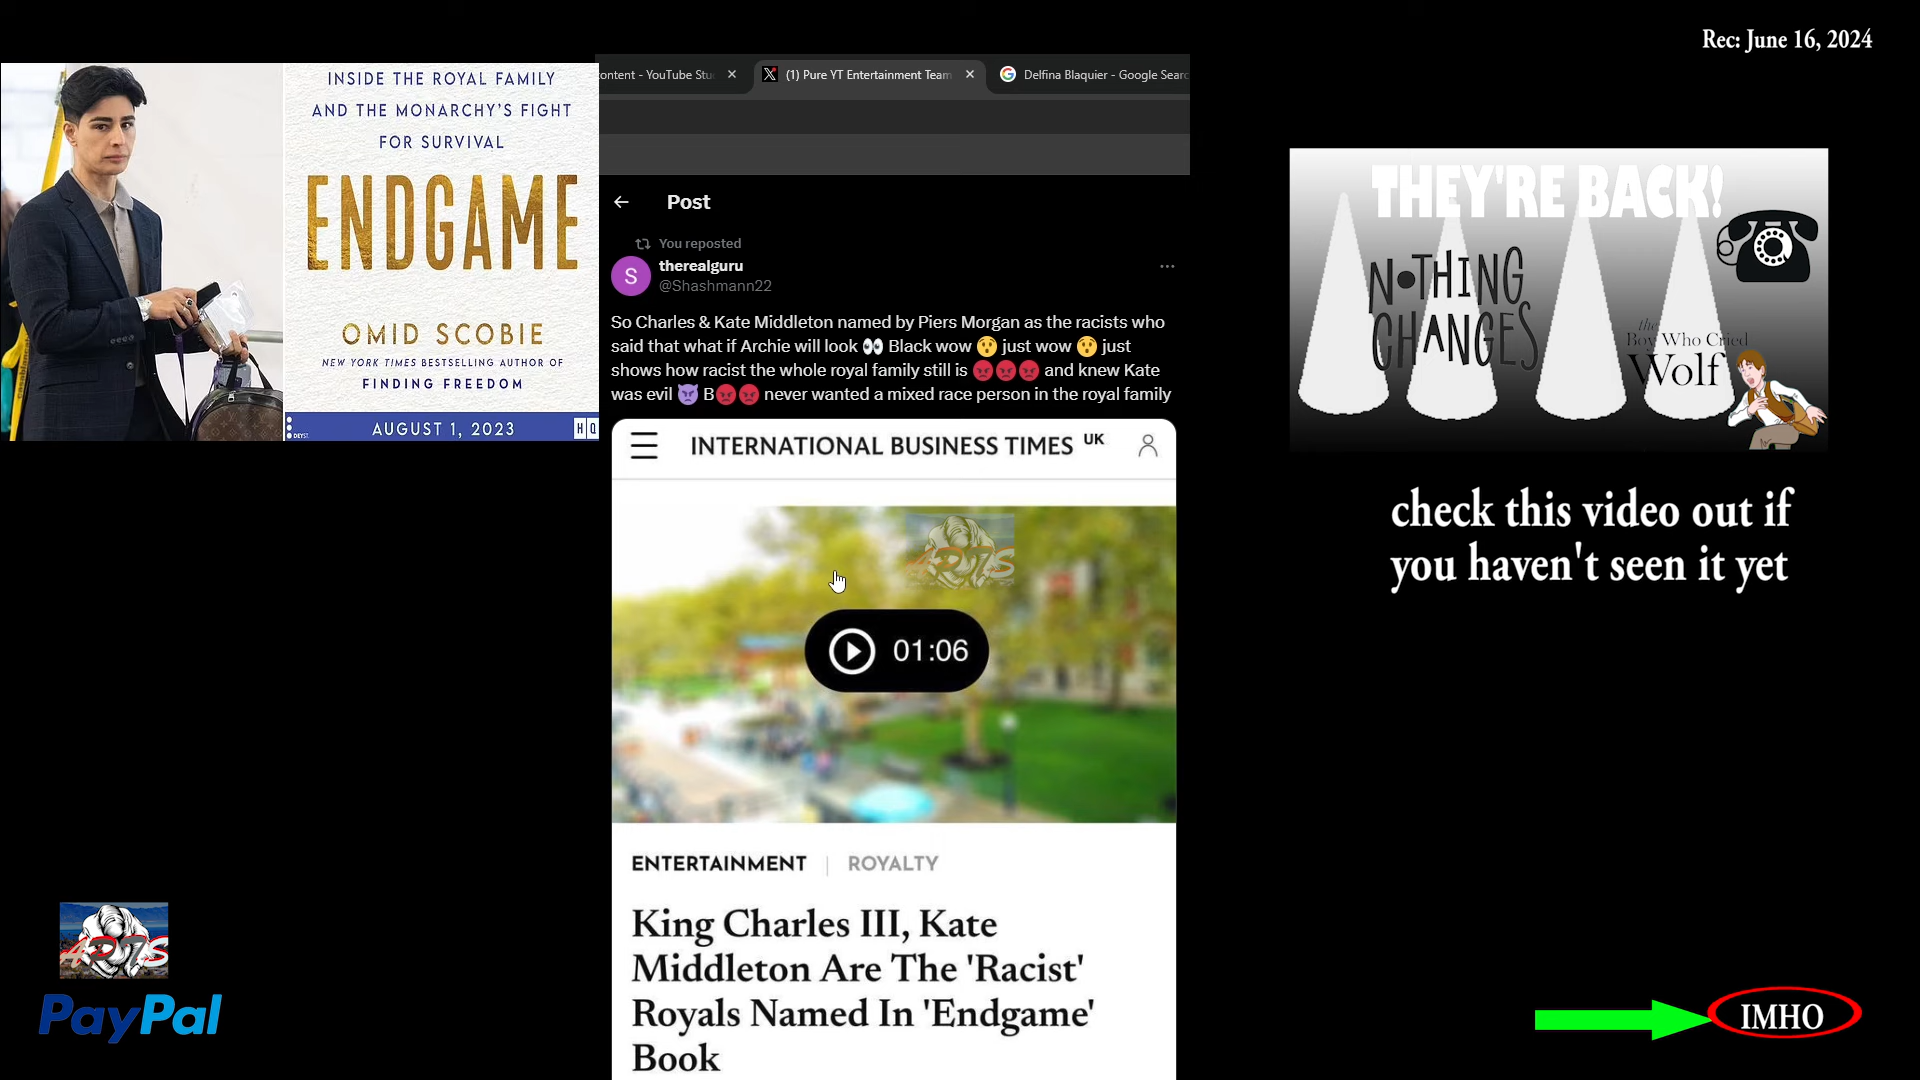 Rec: June 16, 2024
INSIDE THE ROYAL FAMILY
AND THE MONARCHY'S FIGHT
FOR SURVIVAL
ENDGAME
OMID SCOBIE
NEW YORK TIMES BESTSELLING AUTHOR OF
FINDING FREEDOM
AUGUST 1, 2023
HQ
content - YouTube Stu
(1) Pure YT Entertainment Team
Delfina Blaquier - Google Searc
Post
You reposted
S
therealguru
@Shashmann22
So Charles & Kate Middleton named by Piers Morgan as the racists who
said that what if Archie will look 👀 Black wow 😯 just wow 😯 just
shows how racist the whole royal family still is 😡😡😡 and knew Kate
was evil 👿 B😡😡 never wanted a mixed race person in the royal family
INTERNATIONAL BUSINESS TIMES UK
01:06
ENTERTAINMENT | ROYALTY
King Charles III, Kate
Middleton Are The 'Racist'
Royals Named In 'Endgame'
Book
THEY'RE BACK!
NOTHING
CHANGES
the
Boy Who Cried
Wolf
check this video out if
you haven't seen it yet
PayPal
IMHO